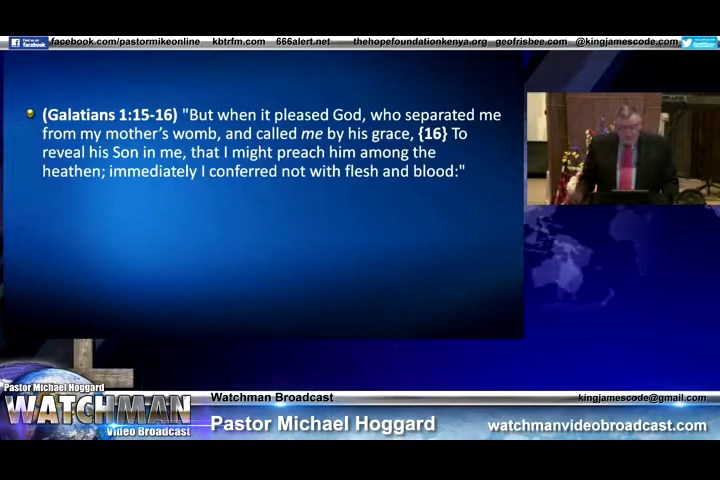 facebook.com/pastormikeonline kbtrfm.com 666alert.net thehopefoundationkenya.org geofrisbee.com @kingjamescode.com
facebook
twitter
(Galatians 1:15-16) "But when it pleased God, who separated me
from my mother's womb, and called me by his grace, {16} To
reveal his Son in me, that I might preach him among the
heathen; immediately I conferred not with flesh and blood:"
Pastor Michael Hoggard
WATCHMAN
Video Broadcast
Watchman Broadcast kingjamescode@gmail.com
Pastor Michael Hoggard watchmanvideobroadcast.com